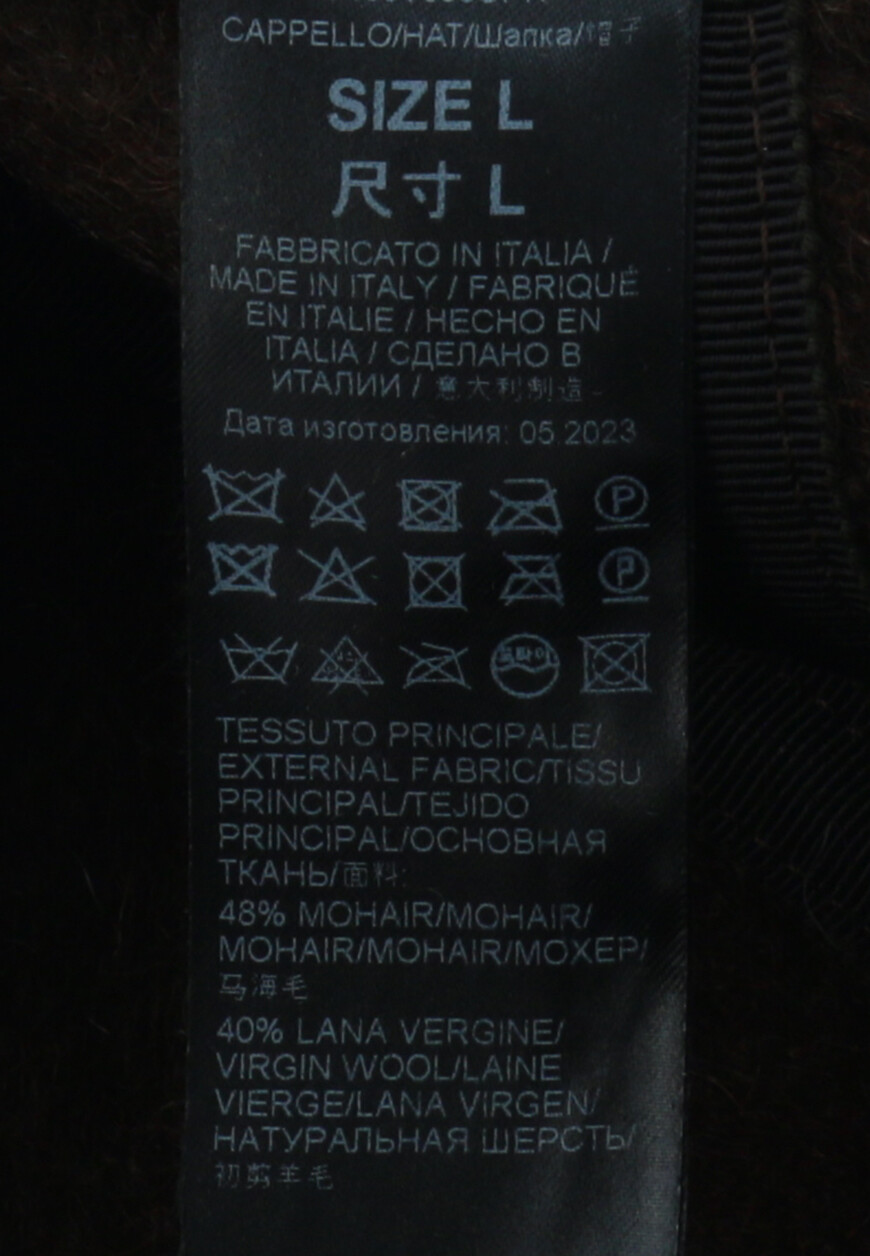 CAPPELLO/HAT/Шапка/帽子
SIZE L
尺寸 L
FABBRICATO IN ITALIA /
MADE IN ITALY / FABRIQUÉ
EN ITALIE / HECHO EN
ITALIA / СДЕЛАНО В
ИТАЛИИ / 意大利制造
Дата изготовления: 05.2023
P
P
드라이
TESSUTO PRINCIPALE/
EXTERNAL FABRIC/TISSU
PRINCIPAL/TEJIDO
PRINCIPAL/ОСНОВНАЯ
ТКАНЬ/面料:
48% MOHAIR/MOHAIR/
MOHAIR/MOHAIR/МОХЕР/
马海毛
40% LANA VERGINE/
VIRGIN WOOL/LAINE
VIERGE/LANA VIRGEN/
НАТУРАЛЬНАЯ ШЕРСТЬ/
初剪羊毛